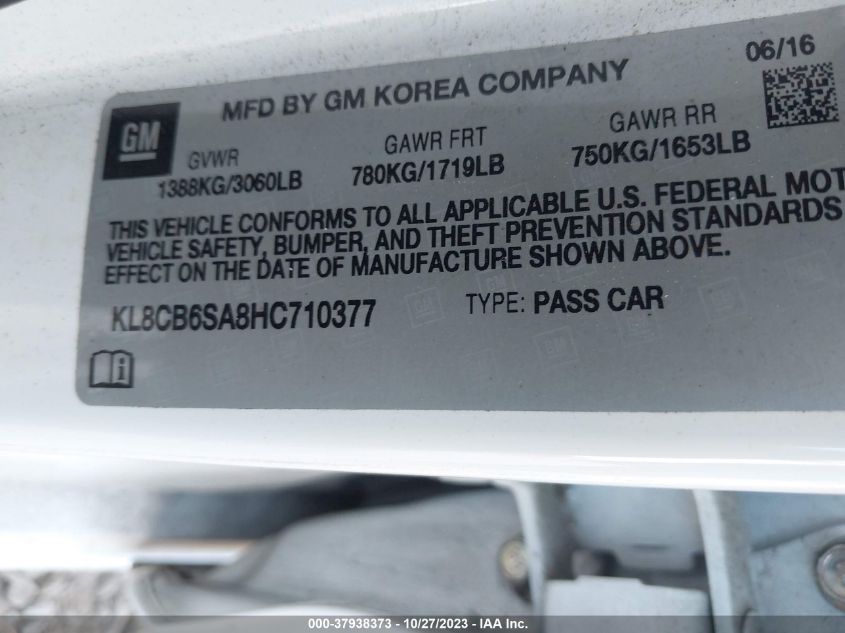 06/16
MFD BY GM KOREA COMPANY
GM
GVWR GAWR FRT GAWR RR
1388KG/3060LB 780KG/1719LB 750KG/1653LB
THIS VEHICLE CONFORMS TO ALL APPLICABLE U.S. FEDERAL MOT
VEHICLE SAFETY, BUMPER, AND THEFT PREVENTION STANDARDS
EFFECT ON THE DATE OF MANUFACTURE SHOWN ABOVE.
KL8CB6SA8HC710377 TYPE: PASS CAR
000-37938373 - 10/27/2023 - IAA Inc.